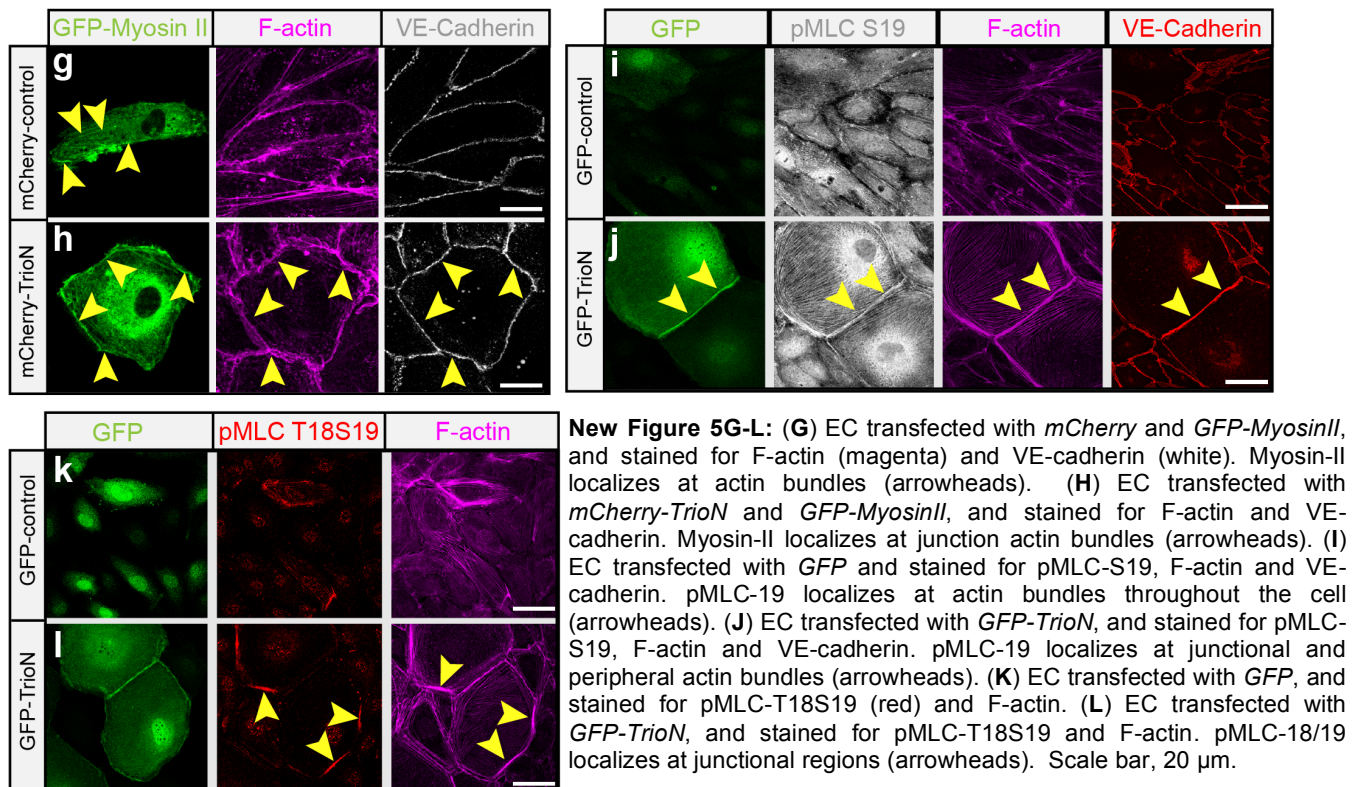 GFP-Myosin II F-actin VE-Cadherin
mCherry-control
g
mCherry-TrioN
h
GFP pMLC S19 F-actin VE-Cadherin
GFP-control
i
GFP-TrioN
j
GFP pMLC T18S19 F-actin
GFP-control
k
GFP-TrioN
l
New Figure 5G-L: (G) EC transfected with mCherry and GFP-MyosinII,
and stained for F-actin (magenta) and VE-cadherin (white). Myosin-II
localizes at actin bundles (arrowheads). (H) EC transfected with
mCherry-TrioN and GFP-MyosinII, and stained for F-actin and VE-
cadherin. Myosin-II localizes at junction actin bundles (arrowheads). (I)
EC transfected with GFP and stained for pMLC-S19, F-actin and VE-
cadherin. pMLC-19 localizes at actin bundles throughout the cell
(arrowheads). (J) EC transfected with GFP-TrioN, and stained for pMLC-
S19, F-actin and VE-cadherin. pMLC-19 localizes at junctional and
peripheral actin bundles (arrowheads). (K) EC transfected with GFP, and
stained for pMLC-T18S19 (red) and F-actin. (L) EC transfected with
GFP-TrioN, and stained for pMLC-T18S19 and F-actin. pMLC-18/19
localizes at junctional regions (arrowheads). Scale bar, 20 µm.